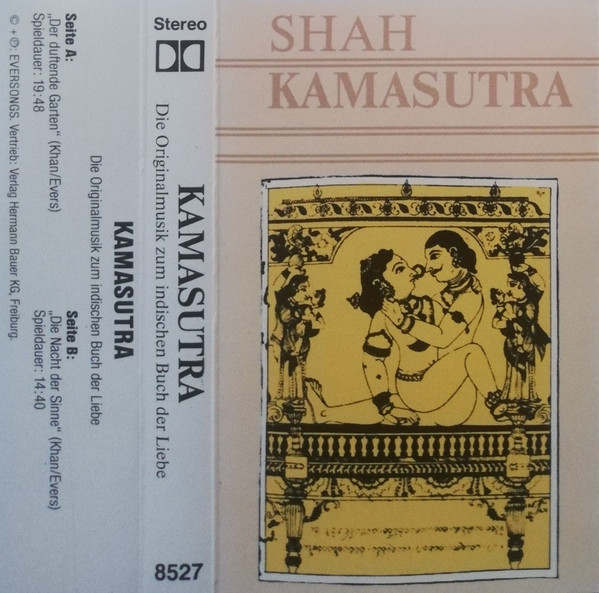 SHAH
KAMASUTRA
Stereo
KAMASUTRA
Die Originalmusik zum indischen Buch der Liebe
8527
Die Originalmusik zum indischen Buch der Liebe
KAMASUTRA
Seite A:
„Der duftende Garten“ (Khan/Evers)
Spieldauer: 19:48
Seite B:
„Die Nacht der Sinne“ (Khan/Evers)
Spieldauer: 14:40
© + ℗: EVERSONGS. Vertrieb: Verlag Hermann Bauer KG, Freiburg.